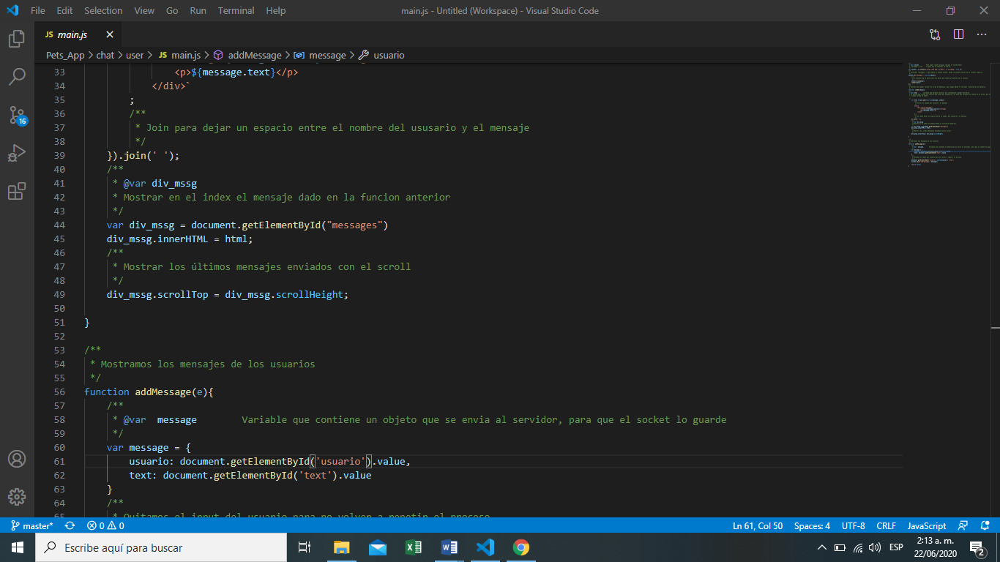 File Edit Selection View Go Run Terminal Help main.js - Untitled (Workspace) - Visual Studio Code
JS main.js
Pets_App > chat > user > JS main.js > addMessage > message > usuario
33 <p>${message.text}</p>
34 </div>`
35 ;
36 /**
37 * Join para dejar un espacio entre el nombre del ususario y el mensaje
38 */
39 }).join(' ');
40 /**
41 * @var div_mssg
42 * Mostrar en el index el mensaje dado en la funcion anterior
43 */
44 var div_mssg = document.getElementById("messages")
45 div_mssg.innerHTML = html;
46 /**
47 * Mostrar los últimos mensajes enviados con el scroll
48 */
49 div_mssg.scrollTop = div_mssg.scrollHeight;
50
51 }
52
53 /**
54 * Mostramos los mensajes de los usuarios
55 */
56 function addMessage(e){
57 /**
58 * @var message Variable que contiene un objeto que se envia al servidor, para que el socket lo guarde
59 */
60 var message = {
61 usuario: document.getElementById('usuario').value,
62 text: document.getElementById('text').value
63 }
64 /**
65 * Quitamos el input del usuario para no volver a repetir el proceso
16
master* 0 0 Ln 61, Col 50 Spaces: 4 UTF-8 CRLF JavaScript
Escribe aquí para buscar
ESP
2:13 a. m.
22/06/2020
2